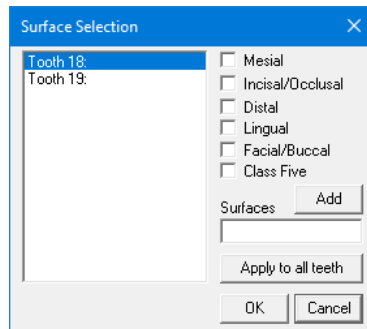 Surface Selection
Tooth 18:
Tooth 19:
Mesial
Incisal/Occlusal
Distal
Lingual
Facial/Buccal
Class Five
Surfaces
Add
Apply to all teeth
OK
Cancel